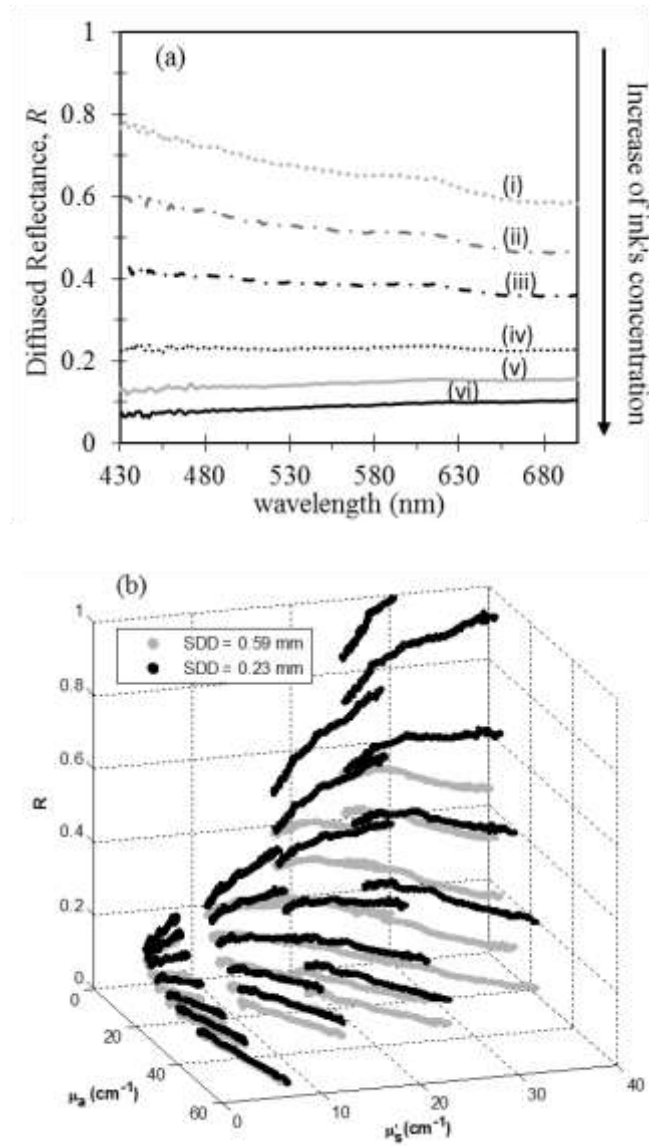 (a)
1
0.8
0.6
0.4
0.2
0
Diffused Reflectance, R
(i)
(ii)
(iii)
(iv)
(v)
(vi)
430 480 530 580 630 680
wavelength (nm)
Increase of ink's concentration
(b)
1
0.8
0.6
0.4
0.2
0
R
SDD = 0.59 mm
SDD = 0.23 mm
0
20
40
60
μa (cm⁻¹)
0
10
20
30
40
μ's (cm⁻¹)